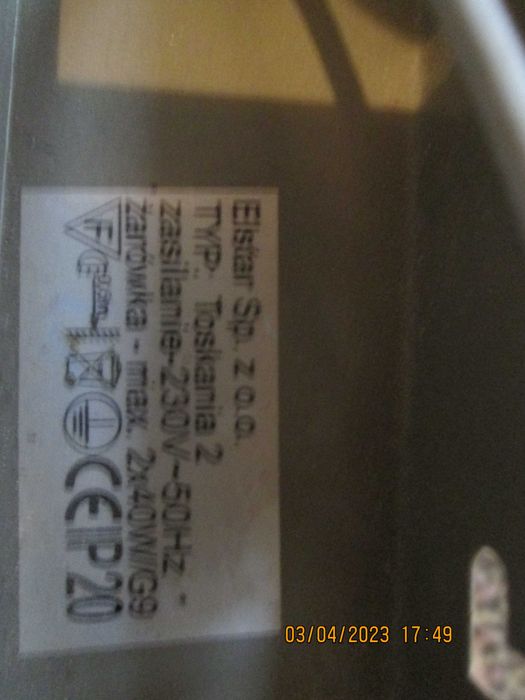 Elstar Sp. z o.o.
TYP. Toskania 2
zasilanie-230V~50Hz -
- żarówka - max. 2x40W/G9
F CE IP20
03/04/2023 17:49